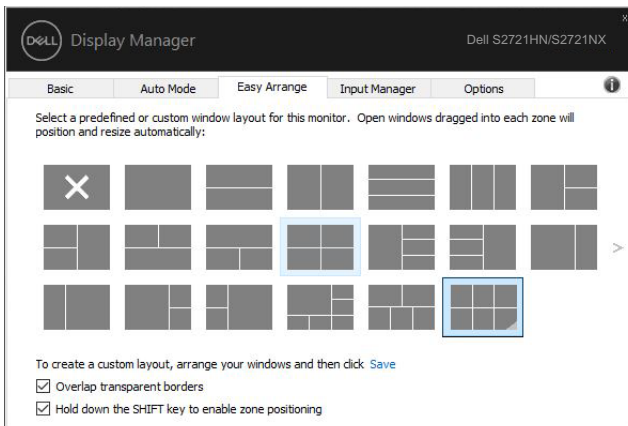 x
DELL Display Manager
Dell S2721HN/S2721NX
Basic Auto Mode Easy Arrange Input Manager Options i
Select a predefined or custom window layout for this monitor. Open windows dragged into each zone will
position and resize automatically:
>
To create a custom layout, arrange your windows and then click Save
Overlap transparent borders
Hold down the SHIFT key to enable zone positioning